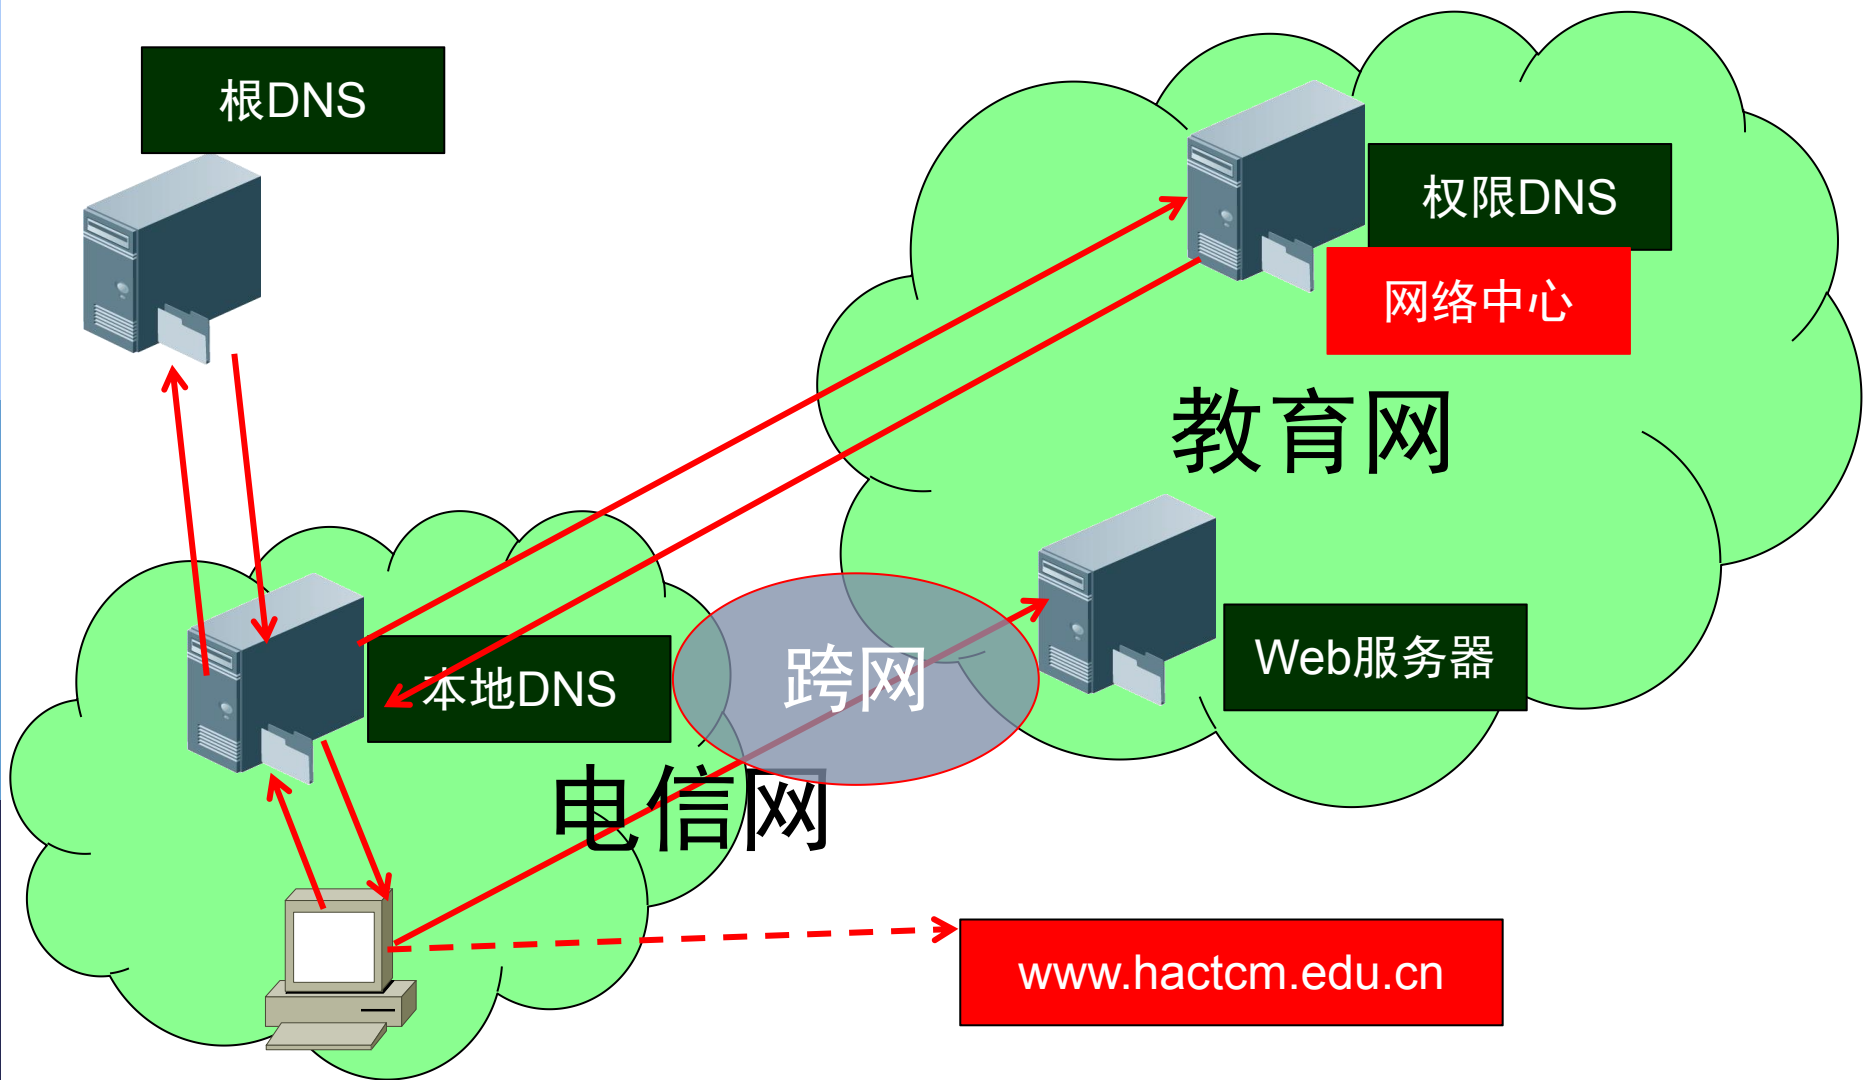 根DNS
权限DNS
网络中心
教育网
Web服务器
本地DNS
跨网
电信网
www.hactcm.edu.cn